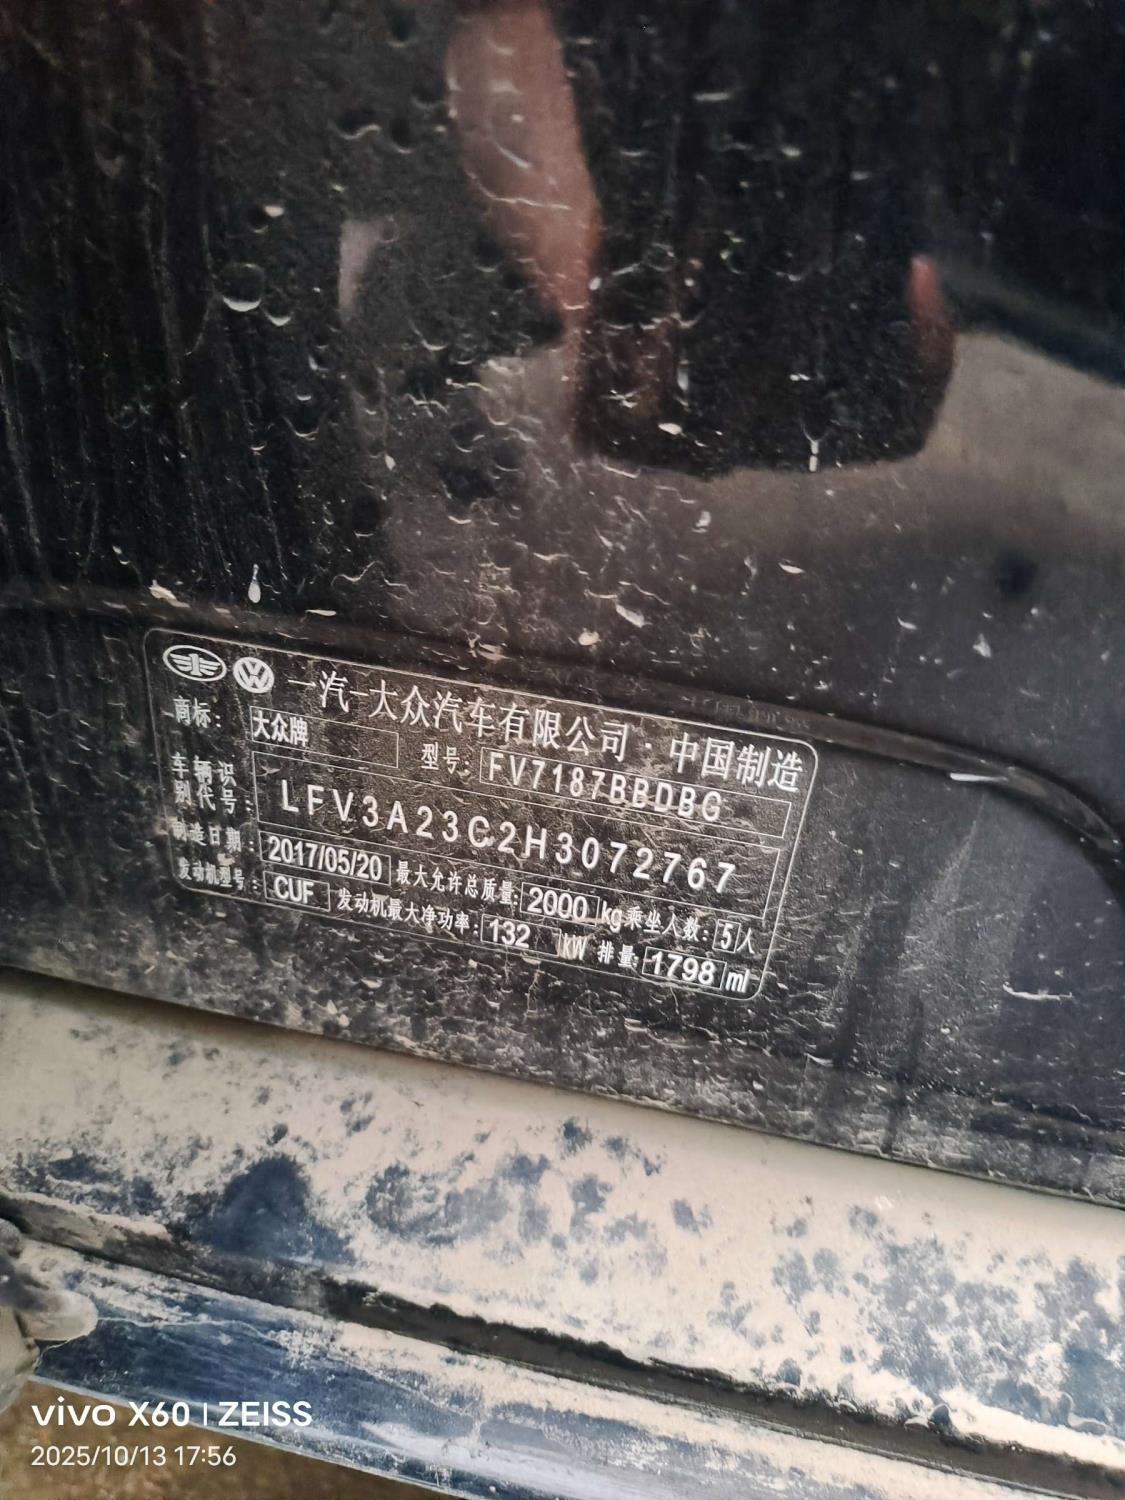 一汽-大众汽车有限公司·中国制造
商标: 大众牌 型号: FV7187BBDBG
车辆识别代号: LFV3A23C2H3072767
制造日期: 2017/05/20 最大允许总质量: 2000 kg 乘坐人数: 5 人
发动机型号: CUF 发动机最大净功率: 132 kW 排量: 1798 ml
vivo X60 | ZEISS
2025/10/13 17:56